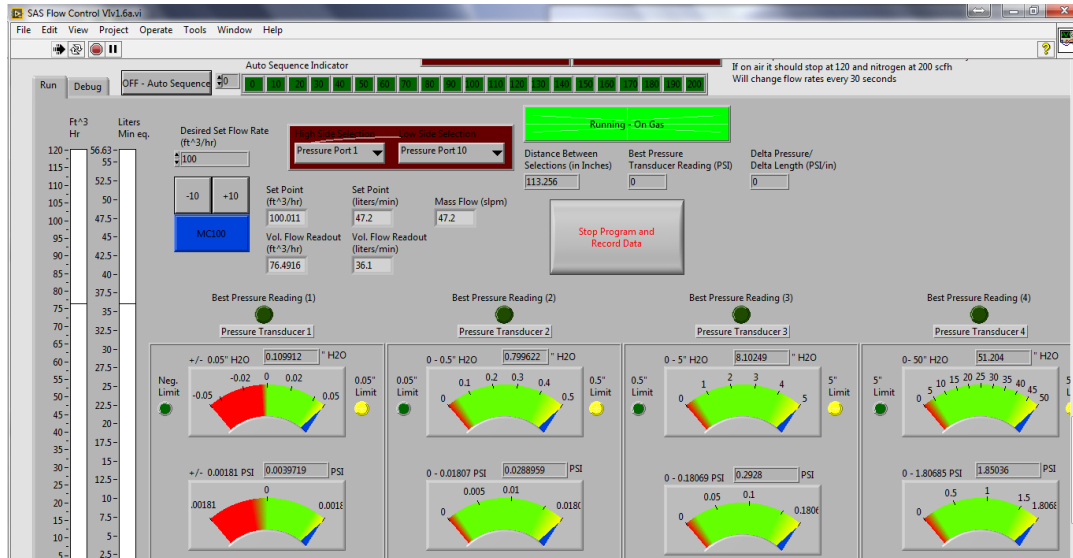 SAS Flow Control VIv1.6a.vi
File Edit View Project Operate Tools Window Help
If on air it should stop at 120 and nitrogen at 200 scfh
Will change flow rates every 30 seconds
Auto Sequence Indicator
Run Debug OFF - Auto Sequence 0 0 10 20 30 40 50 60 70 80 90 100 110 120 130 140 150 160 170 180 190 200
Ft^3 Liters
Hr Min eq.
120 115 110 105 100 95 90 85 80 75 70 65 60 55 50 45 40 35 30 25 20 15 10 5
56.63 55 52.5 50 47.5 45 42.5 40 37.5 35 32.5 30 27.5 25 22.5 20 17.5 15 12.5 10 7.5 5 2.5
Desired Set Flow Rate
(ft^3/hr)
100
-10 +10
MC100
High Side Selection Low Side Selection
Pressure Port 1 Pressure Port 10
Running - On Gas
Distance Between
Selections (in Inches)
113.256
Best Pressure
Transducer Reading (PSI)
0
Delta Pressure/
Delta Length (PSI/in)
0
Set Point
(ft^3/hr)
100.011
Set Point
(liters/min)
47.2
Mass Flow (slpm)
47.2
Vol. Flow Readout
(ft^3/hr)
76.4916
Vol. Flow Readout
(liters/min)
36.1
Stop Program and
Record Data
Best Pressure Reading (1)
Pressure Transducer 1
+/- 0.05" H2O 0.109912 " H2O
Neg.
Limit
-0.05 -0.02 0 0.02 0.05
0.05"
Limit
+/- 0.00181 PSI 0.0039719 PSI
.00181 0 0.0018
Best Pressure Reading (2)
Pressure Transducer 2
0 - 0.5" H2O 0.799622 " H2O
0.05"
Limit
0 0.1 0.2 0.3 0.4 0.5
0.5"
Limit
0 - 0.01807 PSI 0.0288959 PSI
0 0.005 0.01 0.0180
Best Pressure Reading (3)
Pressure Transducer 3
0 - 5" H2O 8.10249 " H2O
0.5"
Limit
0 1 2 3 4 5
5"
Limit
0 - 0.18069 PSI 0.2928 PSI
0 0.05 0.1 0.1806
Best Pressure Reading (4)
Pressure Transducer 4
0- 50" H2O 51.204 " H2O
5"
Limit
0 5 10 15 20 25 30 35 40 45 50
0 - 1.80685 PSI 1.85036 PSI
0 0.5 1 1.5 1.8068